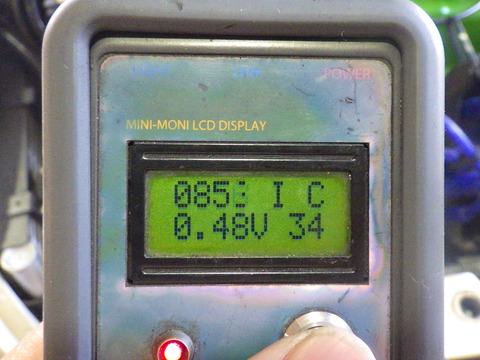 POWER
MINI-MONI LCD DISPLAY
085: I C
0.48V 34